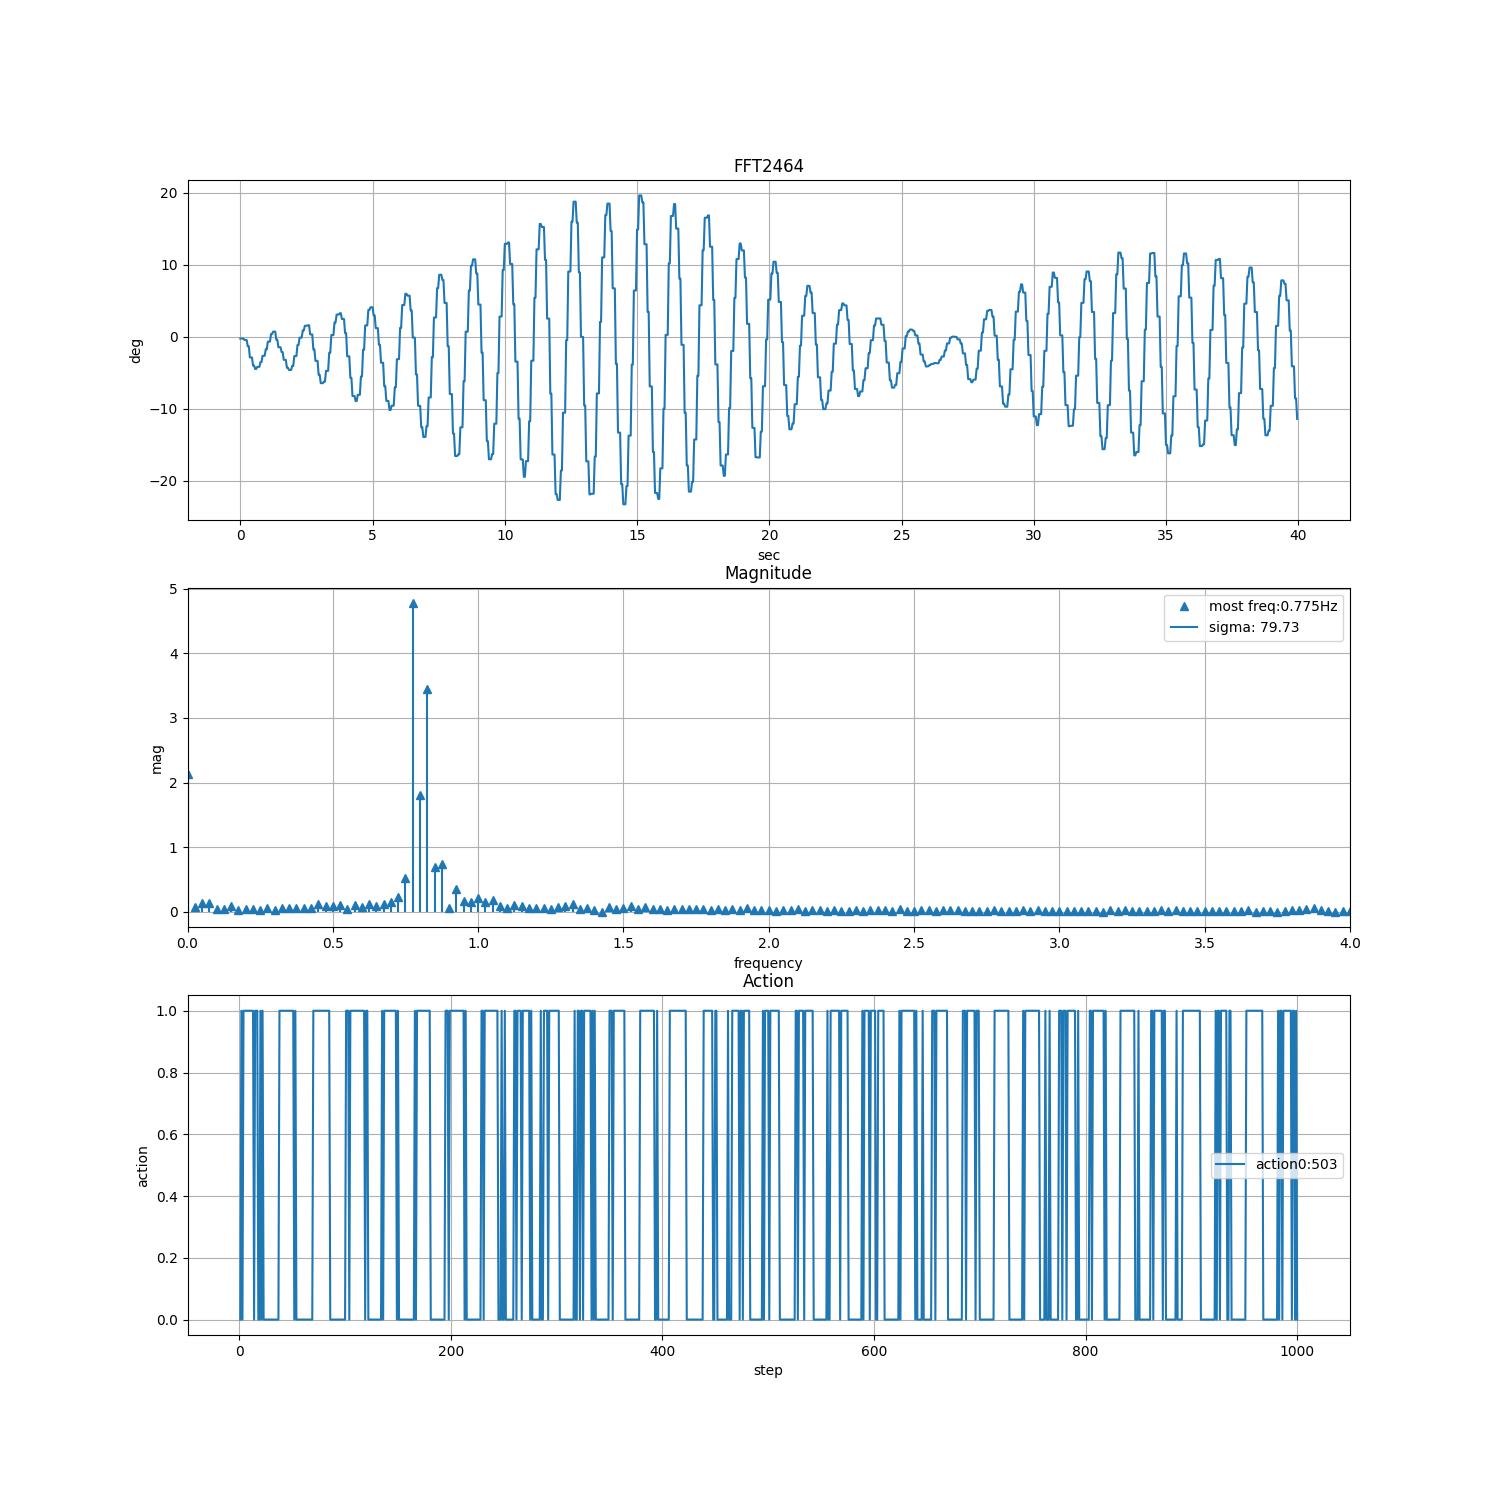 FFT2464
20
10
0
−10
−20
deg
0 5 10 15 20 25 30 35 40
sec
Magnitude
5
4
3
2
1
0
mag
most freq:0.775Hz
sigma: 79.73
0.0 0.5 1.0 1.5 2.0 2.5 3.0 3.5 4.0
frequency
Action
1.0
0.8
0.6
0.4
0.2
0.0
action
action0:503
0 200 400 600 800 1000
step